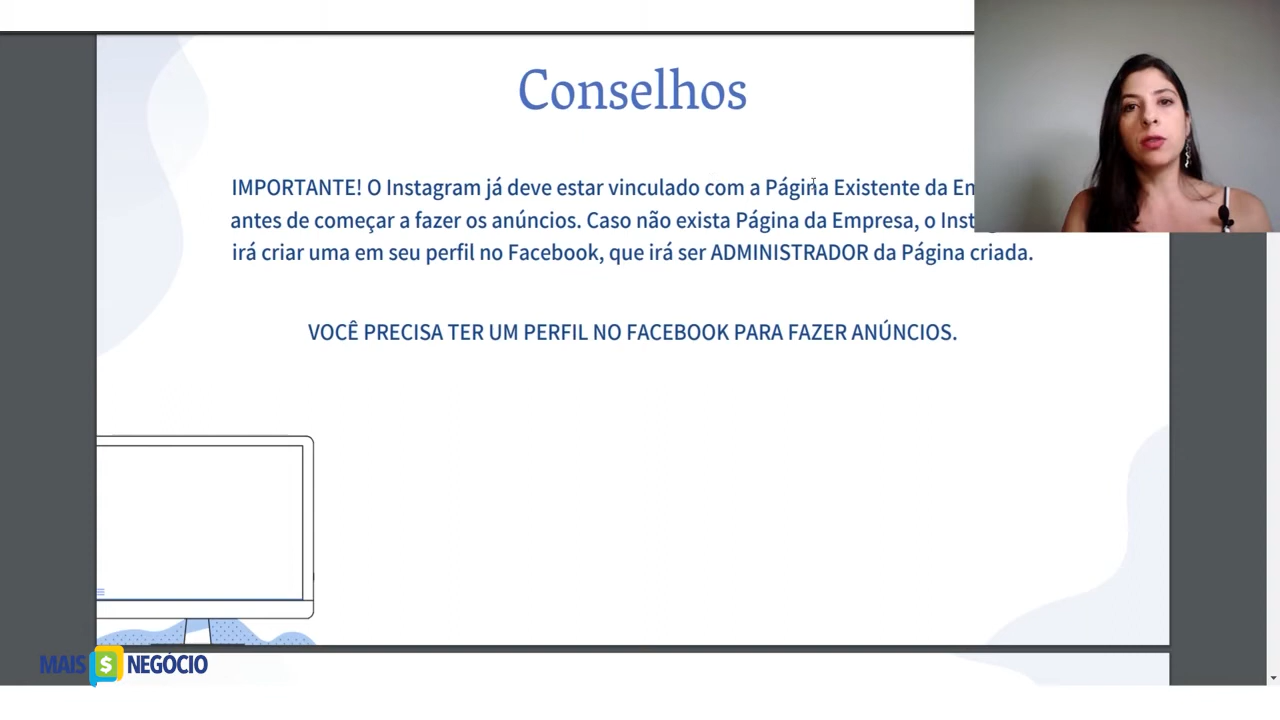 Conselhos
IMPORTANTE! O Instagram já deve estar vinculado com a Página Existente da
antes de começar a fazer os anúncios. Caso não exista Página da Empresa, o
irá criar uma em seu perfil no Facebook, que irá ser ADMINISTRADOR da Página criada.
VOCÊ PRECISA TER UM PERFIL NO FACEBOOK PARA FAZER ANÚNCIOS.
MAIS $ NEGÓCIO